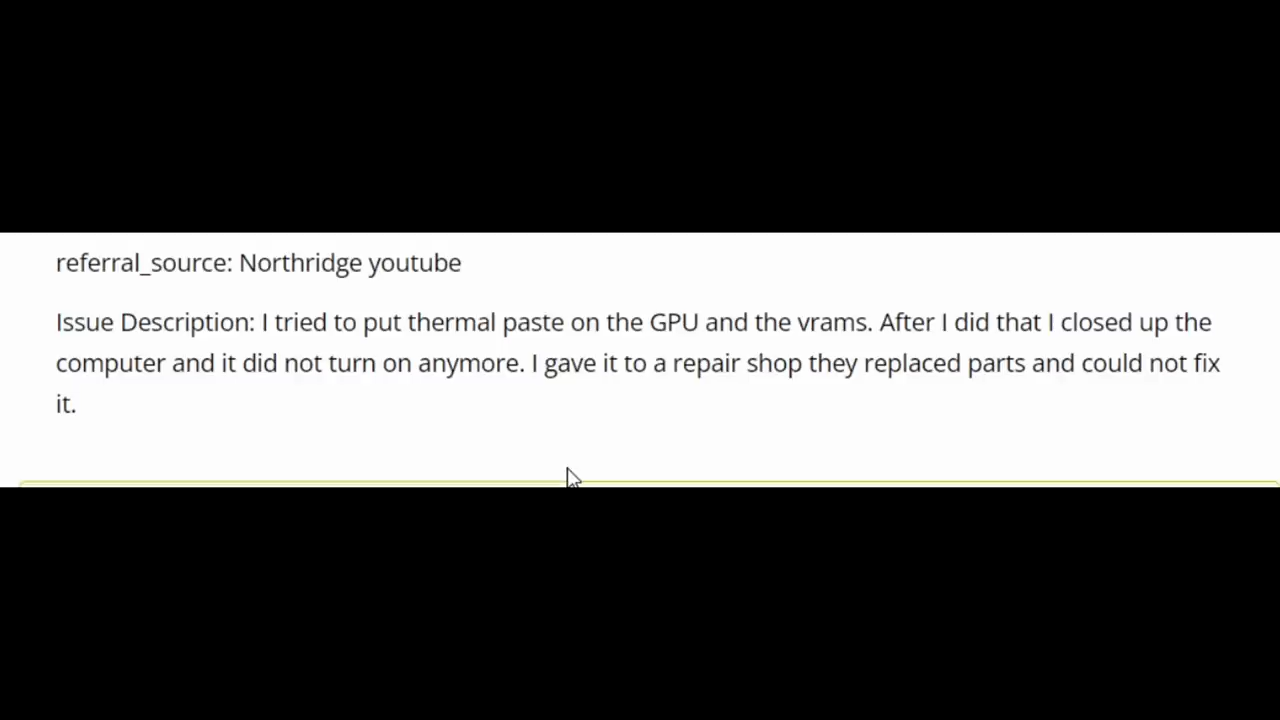 referral_source: Northridge youtube
Issue Description: I tried to put thermal paste on the GPU and the vrams. After I did that I closed up the
computer and it did not turn on anymore. I gave it to a repair shop they replaced parts and could not fix
it.